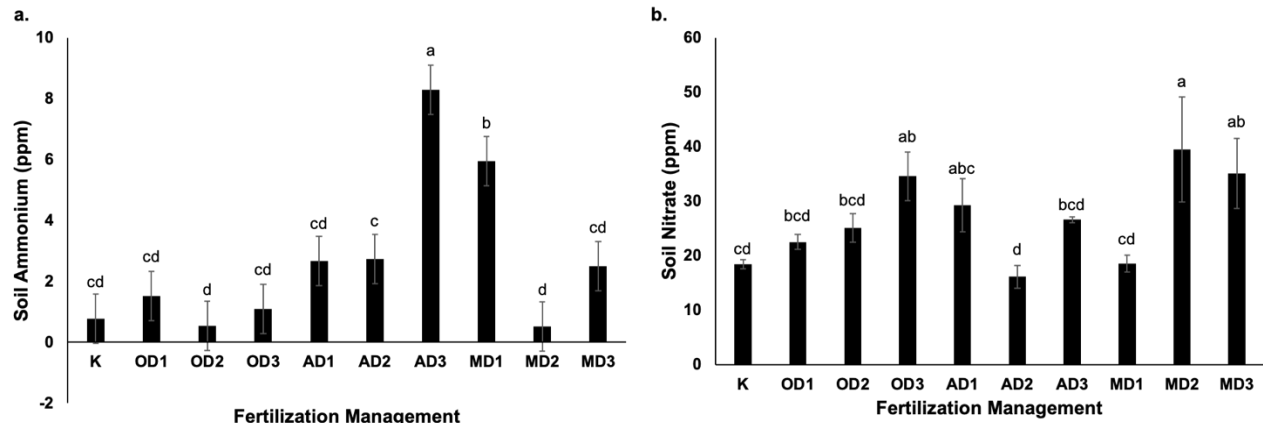 a.
10
8
6
4
2
0
-2
Soil Ammonium (ppm)
cd
cd
d
cd
cd
c
a
b
d
cd
K OD1 OD2 OD3 AD1 AD2 AD3 MD1 MD2 MD3
Fertilization Management
b.
60
50
40
30
20
10
0
Soil Nitrate (ppm)
cd
bcd
bcd
ab
abc
d
bcd
cd
a
ab
K OD1 OD2 OD3 AD1 AD2 AD3 MD1 MD2 MD3
Fertilization Management